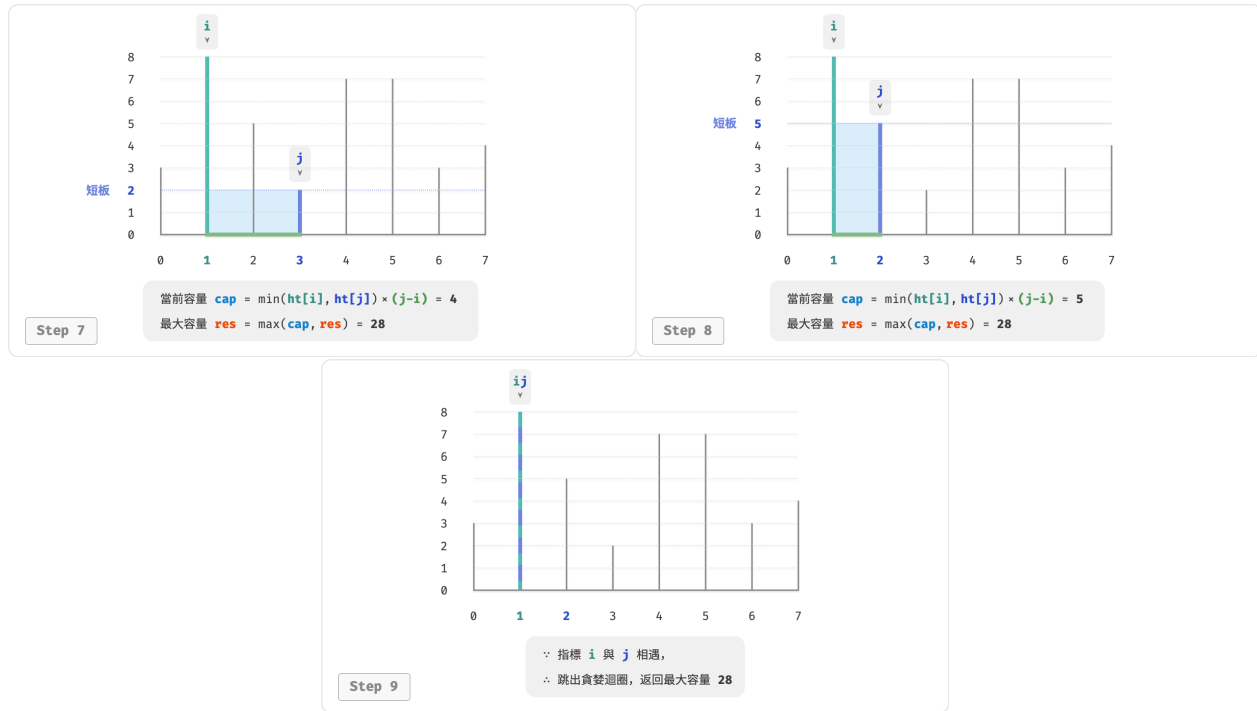 i
8
7
6
5
4
j
3
短板 2
1
0
0 1 2 3 4 5 6 7
當前容量 cap = min(ht[i], ht[j]) × (j-i) = 4
最大容量 res = max(cap, res) = 28
Step 7
i
8
7
j
6
短板 5
4
3
2
1
0
0 1 2 3 4 5 6 7
當前容量 cap = min(ht[i], ht[j]) × (j-i) = 5
最大容量 res = max(cap, res) = 28
Step 8
ij
8
7
6
5
4
3
2
1
0
0 1 2 3 4 5 6 7
∵ 指標 i 與 j 相遇，
∴ 跳出貪婪迴圈，返回最大容量 28
Step 9